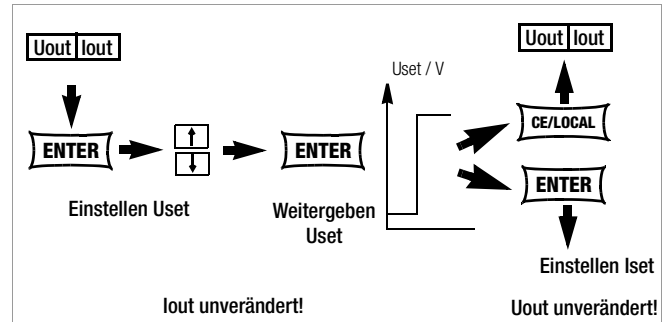 Uout Iout
ENTER
ENTER
Einstellen Uset
Weitergeben
Uset
Uset / V
Uout Iout
CE/LOCAL
ENTER
Einstellen Iset
Iout unverändert!
Uout unverändert!